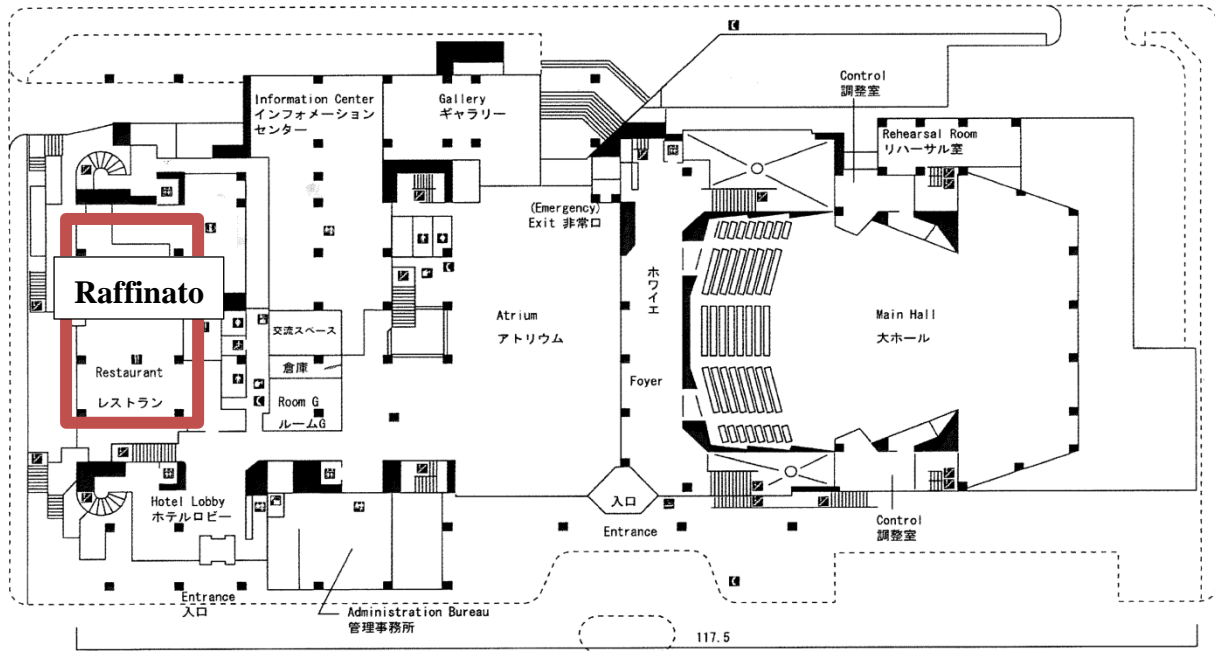 Control
調整室
Information Center
インフォメーション
センター
Gallery
ギャラリー
Rehearsal Room
リハーサル室
(Emergency)
Exit 非常口
Raffinato
ホワイエ
Atrium
アトリウム
Main Hall
大ホール
交流スペース
倉庫
Restaurant
レストラン
Foyer
Room G
ルームG
Hotel Lobby
ホテルロビー
入口
Entrance
Control
調整室
Entrance
入口
Administration Bureau
管理事務所
117.5